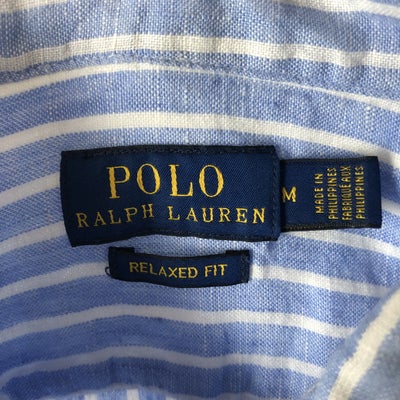 POLO
RALPH LAUREN
M
MADE IN
PHILIPPINES
FABRIQUÉ AUX
PHILIPPINES
RELAXED FIT